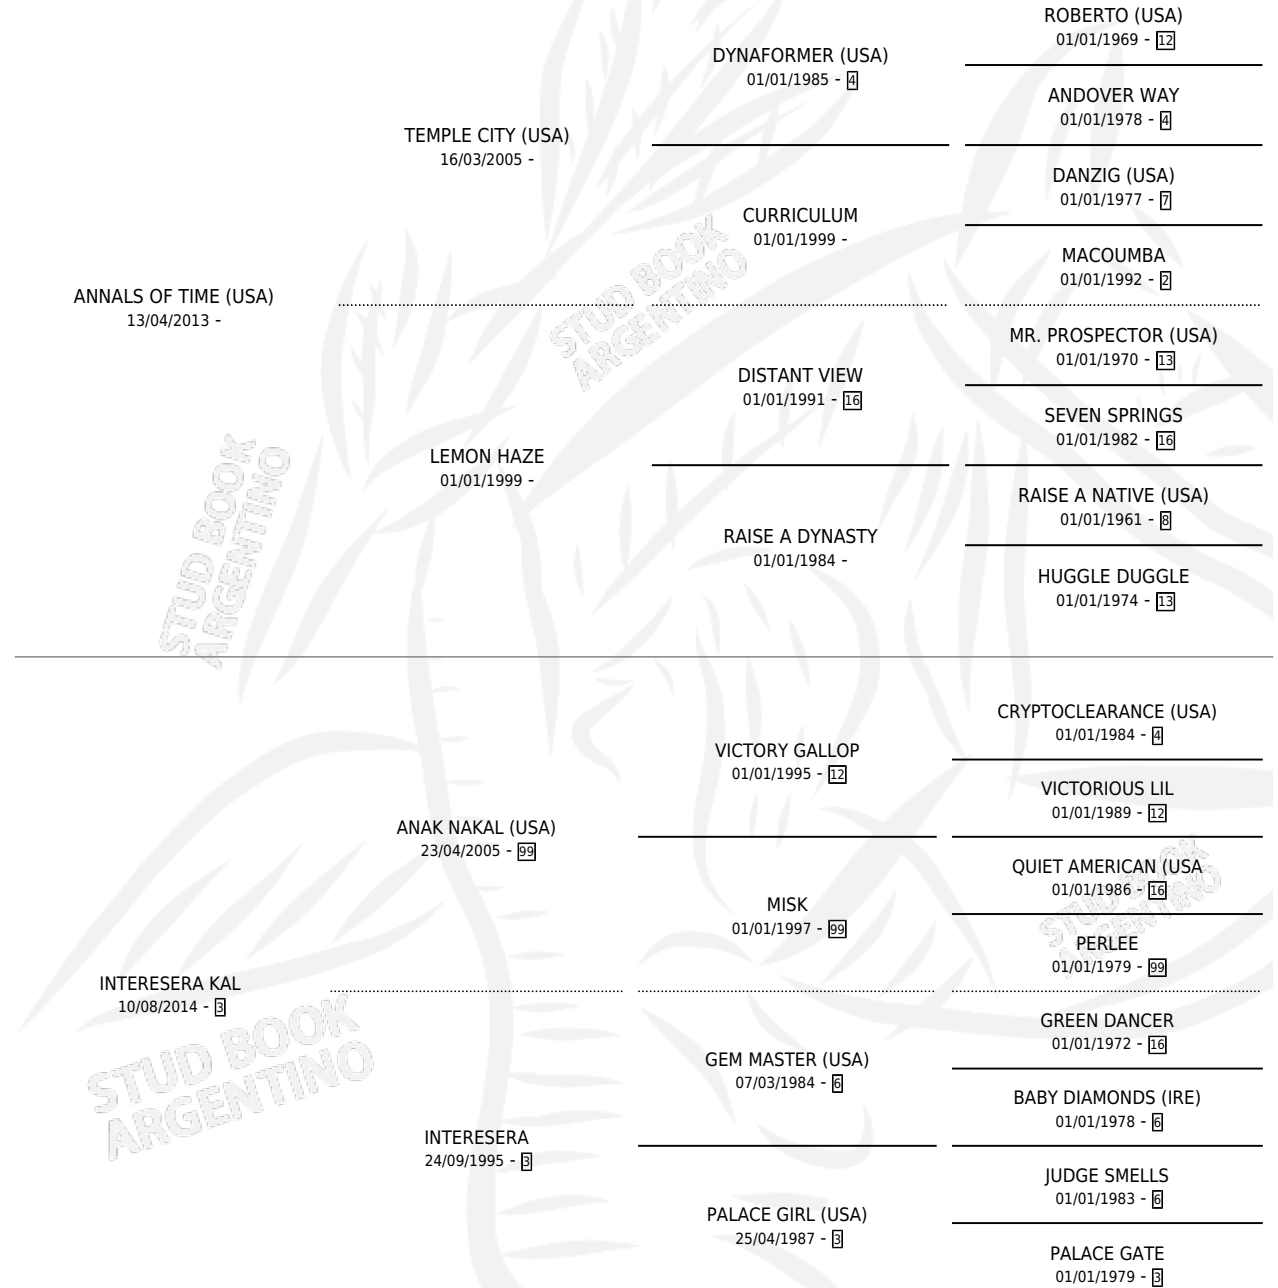 ROBERTO (USA)
01/01/1969 - 12
DYNAFORMER (USA)
01/01/1985 - 4
ANDOVER WAY
01/01/1978 - 4
TEMPLE CITY (USA)
16/03/2005 -
DANZIG (USA)
01/01/1977 - 7
CURRICULUM
01/01/1999 -
MACOUMBA
01/01/1992 - 2
ANNALS OF TIME (USA)
13/04/2013 -
STUD BOOK
ARGENTINO
MR. PROSPECTOR (USA)
01/01/1970 - 13
DISTANT VIEW
01/01/1991 - 16
SEVEN SPRINGS
01/01/1982 - 16
LEMON HAZE
01/01/1999 -
RAISE A NATIVE (USA)
01/01/1961 - 8
RAISE A DYNASTY
01/01/1984 -
HUGGLE DUGGLE
01/01/1974 - 13
STUD BOOK
ARGENTINO
CRYPTOCLEARANCE (USA)
01/01/1984 - 4
VICTORY GALLOP
01/01/1995 - 12
VICTORIOUS LIL
01/01/1989 - 12
ANAK NAKAL (USA)
23/04/2005 - 99
QUIET AMERICAN (USA
01/01/1986 - 16
MISK
01/01/1997 - 99
PERLEE
01/01/1979 - 99
STUD BOOK
ARGENTINO
INTERESERA KAL
10/08/2014 - 3
GREEN DANCER
01/01/1972 - 16
GEM MASTER (USA)
07/03/1984 - 6
BABY DIAMONDS (IRE)
01/01/1978 - 6
STUD BOOK
ARGENTINO
INTERESERA
24/09/1995 - 3
JUDGE SMELLS
01/01/1983 - 6
PALACE GIRL (USA)
25/04/1987 - 3
PALACE GATE
01/01/1979 - 3